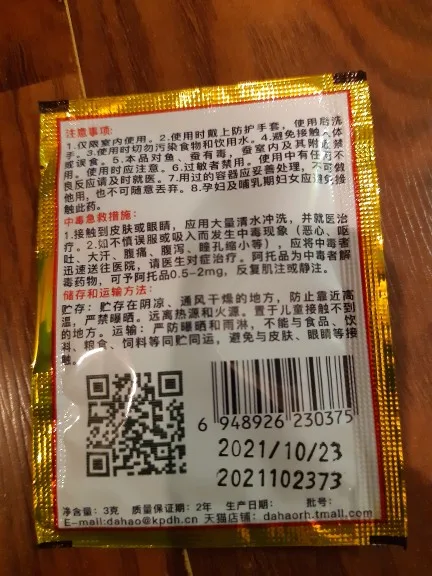 注意事项:
1.仅限室内使用。2.使用时戴上防护手套，使用后洗
手。3.使用时切勿污染食物和饮用水。4.避免接触人体
或误食。5.本品对鱼、蚕有毒，蚕室内及其附近禁
用。使用时应注意。6.过敏者禁用。使用中有任何不
良反应请及时就医。7.用过的容器应妥善处理，不可做
他用，也不可随意丢弃。8.孕妇及哺乳期妇女应避免接
触此药。
中毒急救措施:
1.接触到皮肤或眼睛，应用大量清水冲洗，并就医治
疗。2.如不慎误服或吸入而发生中毒现象（恶心、呕
吐、大汗、腹痛、腹泻、瞳孔缩小等），应将中毒者
迅速送往医院，请医生对症治疗。阿托品为中毒者解
毒药物，可予阿托品0.5-2mg，反复肌注或静注。
储存和运输方法:
贮存: 贮存在阴凉、通风干燥的地方，防止靠近高
温，严禁曝晒。远离热源和火源。置于儿童接触不到
的地方。运输: 严防曝晒和雨淋，不能与食品、饮
料、粮食、饲料等同贮同运，避免与皮肤、眼睛等接
触。
6 948926 230375
2021/10/23
2021102373
净含量: 3克 质量保证期: 2年 生产日期: 批号:
E-mail:dahao@kpdh.cn 天猫店铺: dahaorh.tmall.com